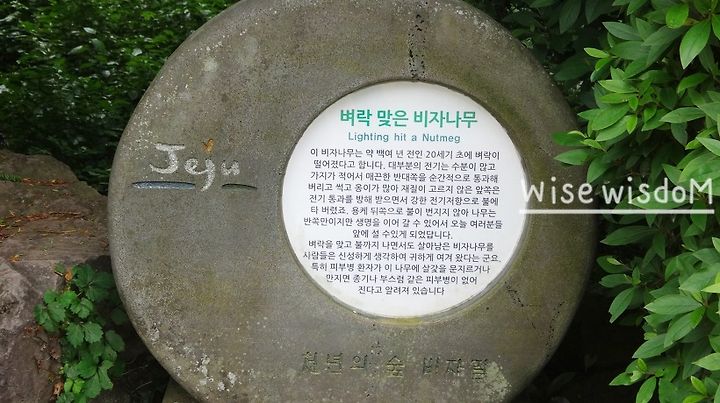 벼락 맞은 비자나무
Lighting hit a Nutmeg
이 비자나무는 약 백여 년 전인 20세기 초에 벼락이
떨어졌다고 합니다. 대부분의 전기는 수분이 많고
가지가 적어서 매끈한 반대쪽을 순간적으로 통과해
버리고 썩고 옹이가 많아 재질이 고르지 않은 앞쪽은
전기 통과를 방해 받으면서 강한 전기저항으로 불에
타 버렸죠. 용케 뒤쪽으로 불이 번지지 않아 나무는
반쪽만이지만 생명을 이어 갈 수 있어서 오늘 여러분들
앞에 설 수있게 되었답니다.
벼락을 맞고 불까지 나면서도 살아남은 비자나무를
사람들은 신성하게 생각하여 귀하게 여겨 왔다는 군요.
특히 피부병 환자가 이 나무에 살갗을 문지르거나
만지면 종기나 부스럼 같은 피부병이 없어
진다고 알려져 있습니다
Jeju
Wise wisdoM
천년의 숲 비자림